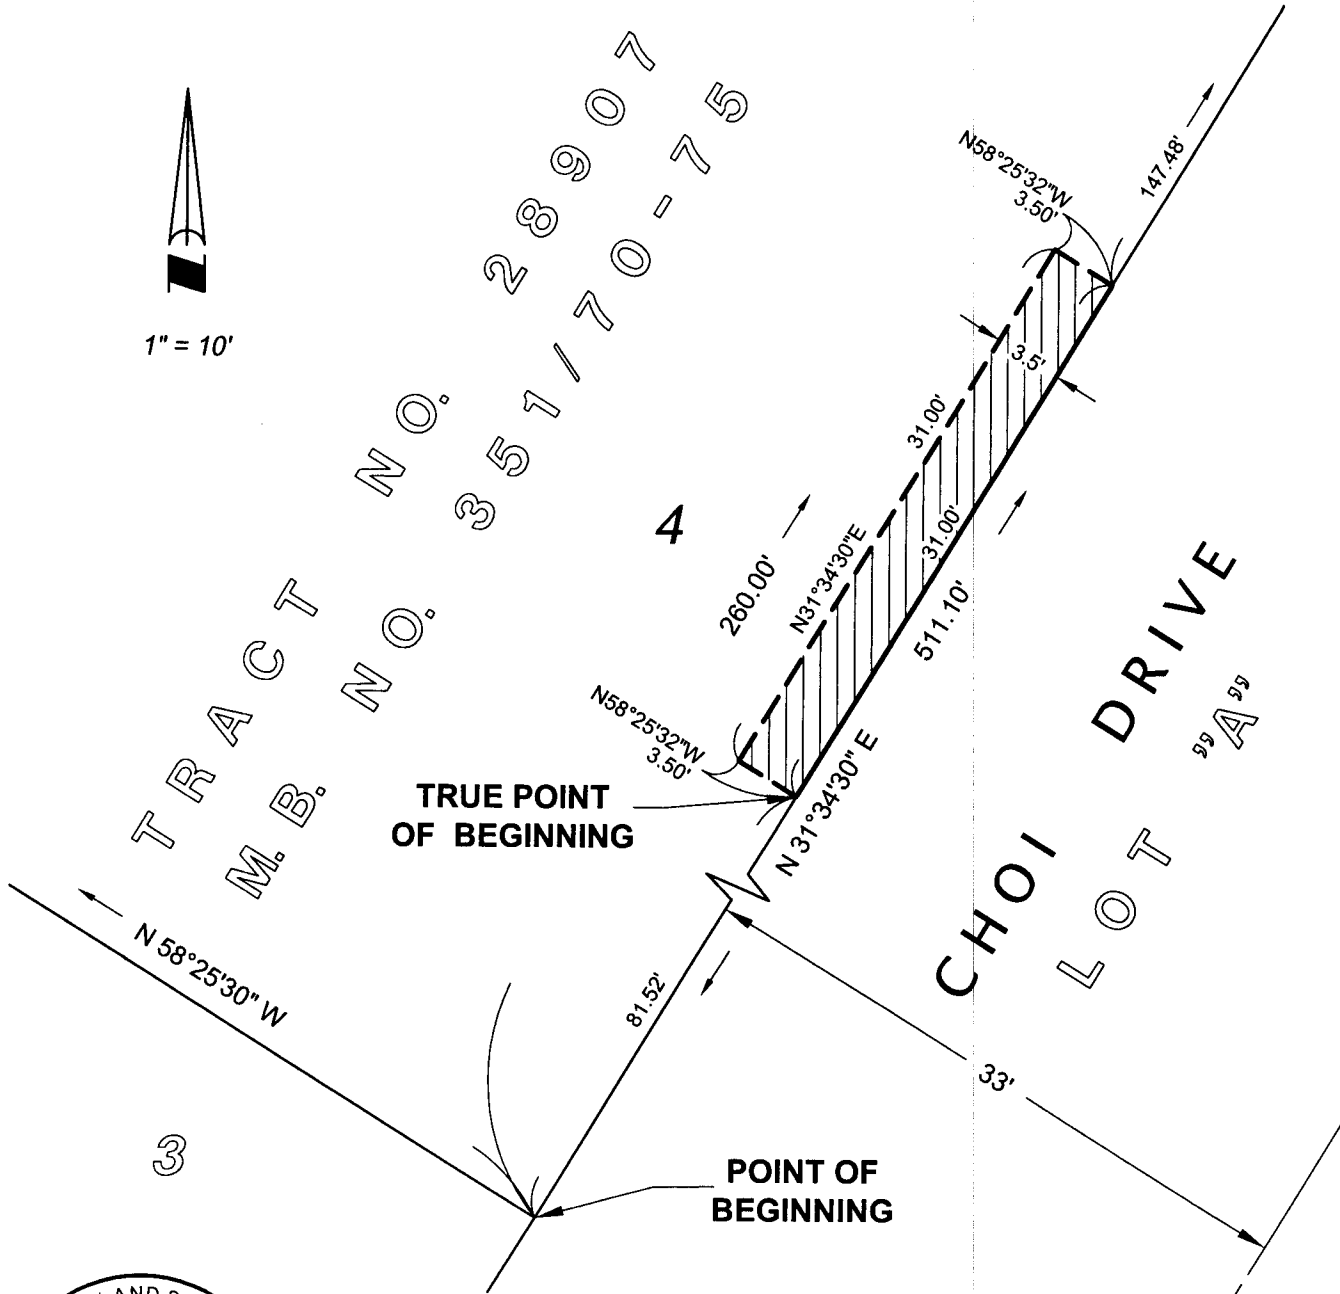 TRACT NO. 28907
M.B. NO. 351/70-75
1" = 10'
N58°25'32"W
3.50'
147.48'
3.5'
31.00'
4
260.00'
N31°34'30"E
31.00'
511.10'
N58°25'32"W
3.50'
TRUE POINT
OF BEGINNING
N 31°34'30" E
CHOI DRIVE
LOT "A"
N 58°25'30" W
81.52'
33'
3
POINT OF
BEGINNING